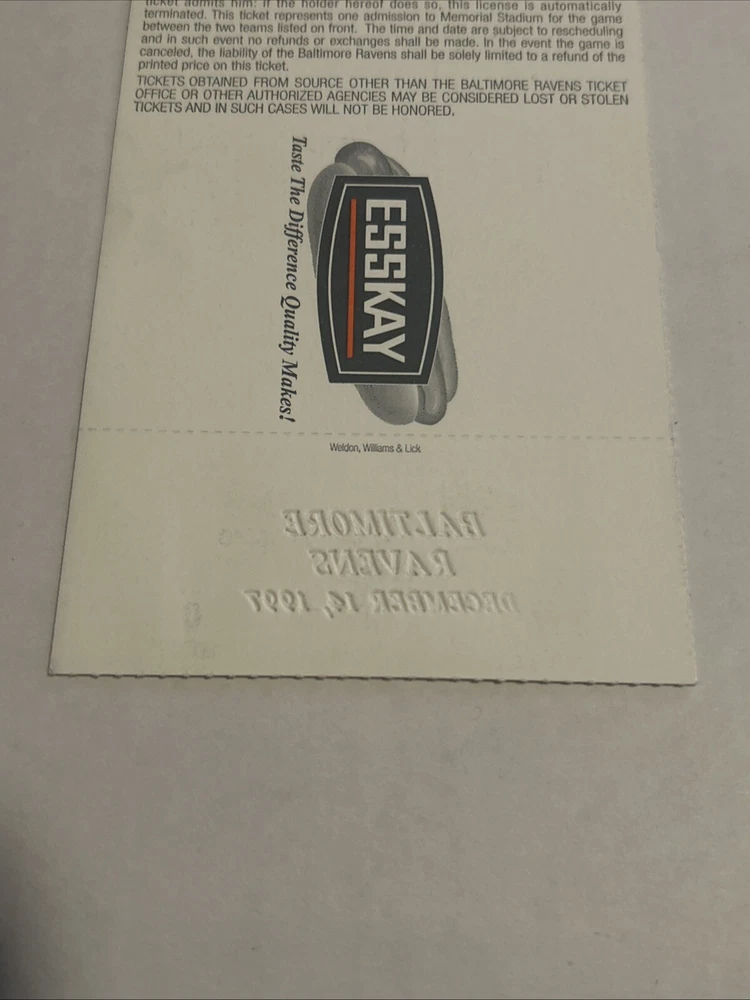 ticket admits him: if the holder hereof does so, this license is automatically
terminated. This ticket represents one admission to Memorial Stadium for the game
between the two teams listed on front. The time and date are subject to rescheduling
and in such event no refunds or exchanges shall be made. In the event the game is
canceled, the liability of the Baltimore Ravens shall be solely limited to a refund of the
printed price on this ticket.
TICKETS OBTAINED FROM SOURCE OTHER THAN THE BALTIMORE RAVENS TICKET
OFFICE OR OTHER AUTHORIZED AGENCIES MAY BE CONSIDERED LOST OR STOLEN
TICKETS AND IN SUCH CASES WILL NOT BE HONORED.
ESSKAY
Taste The Difference Quality Makes!
Weldon, Williams & Lick
BALTIMORE
RAVENS
DECEMBER 14, 1997